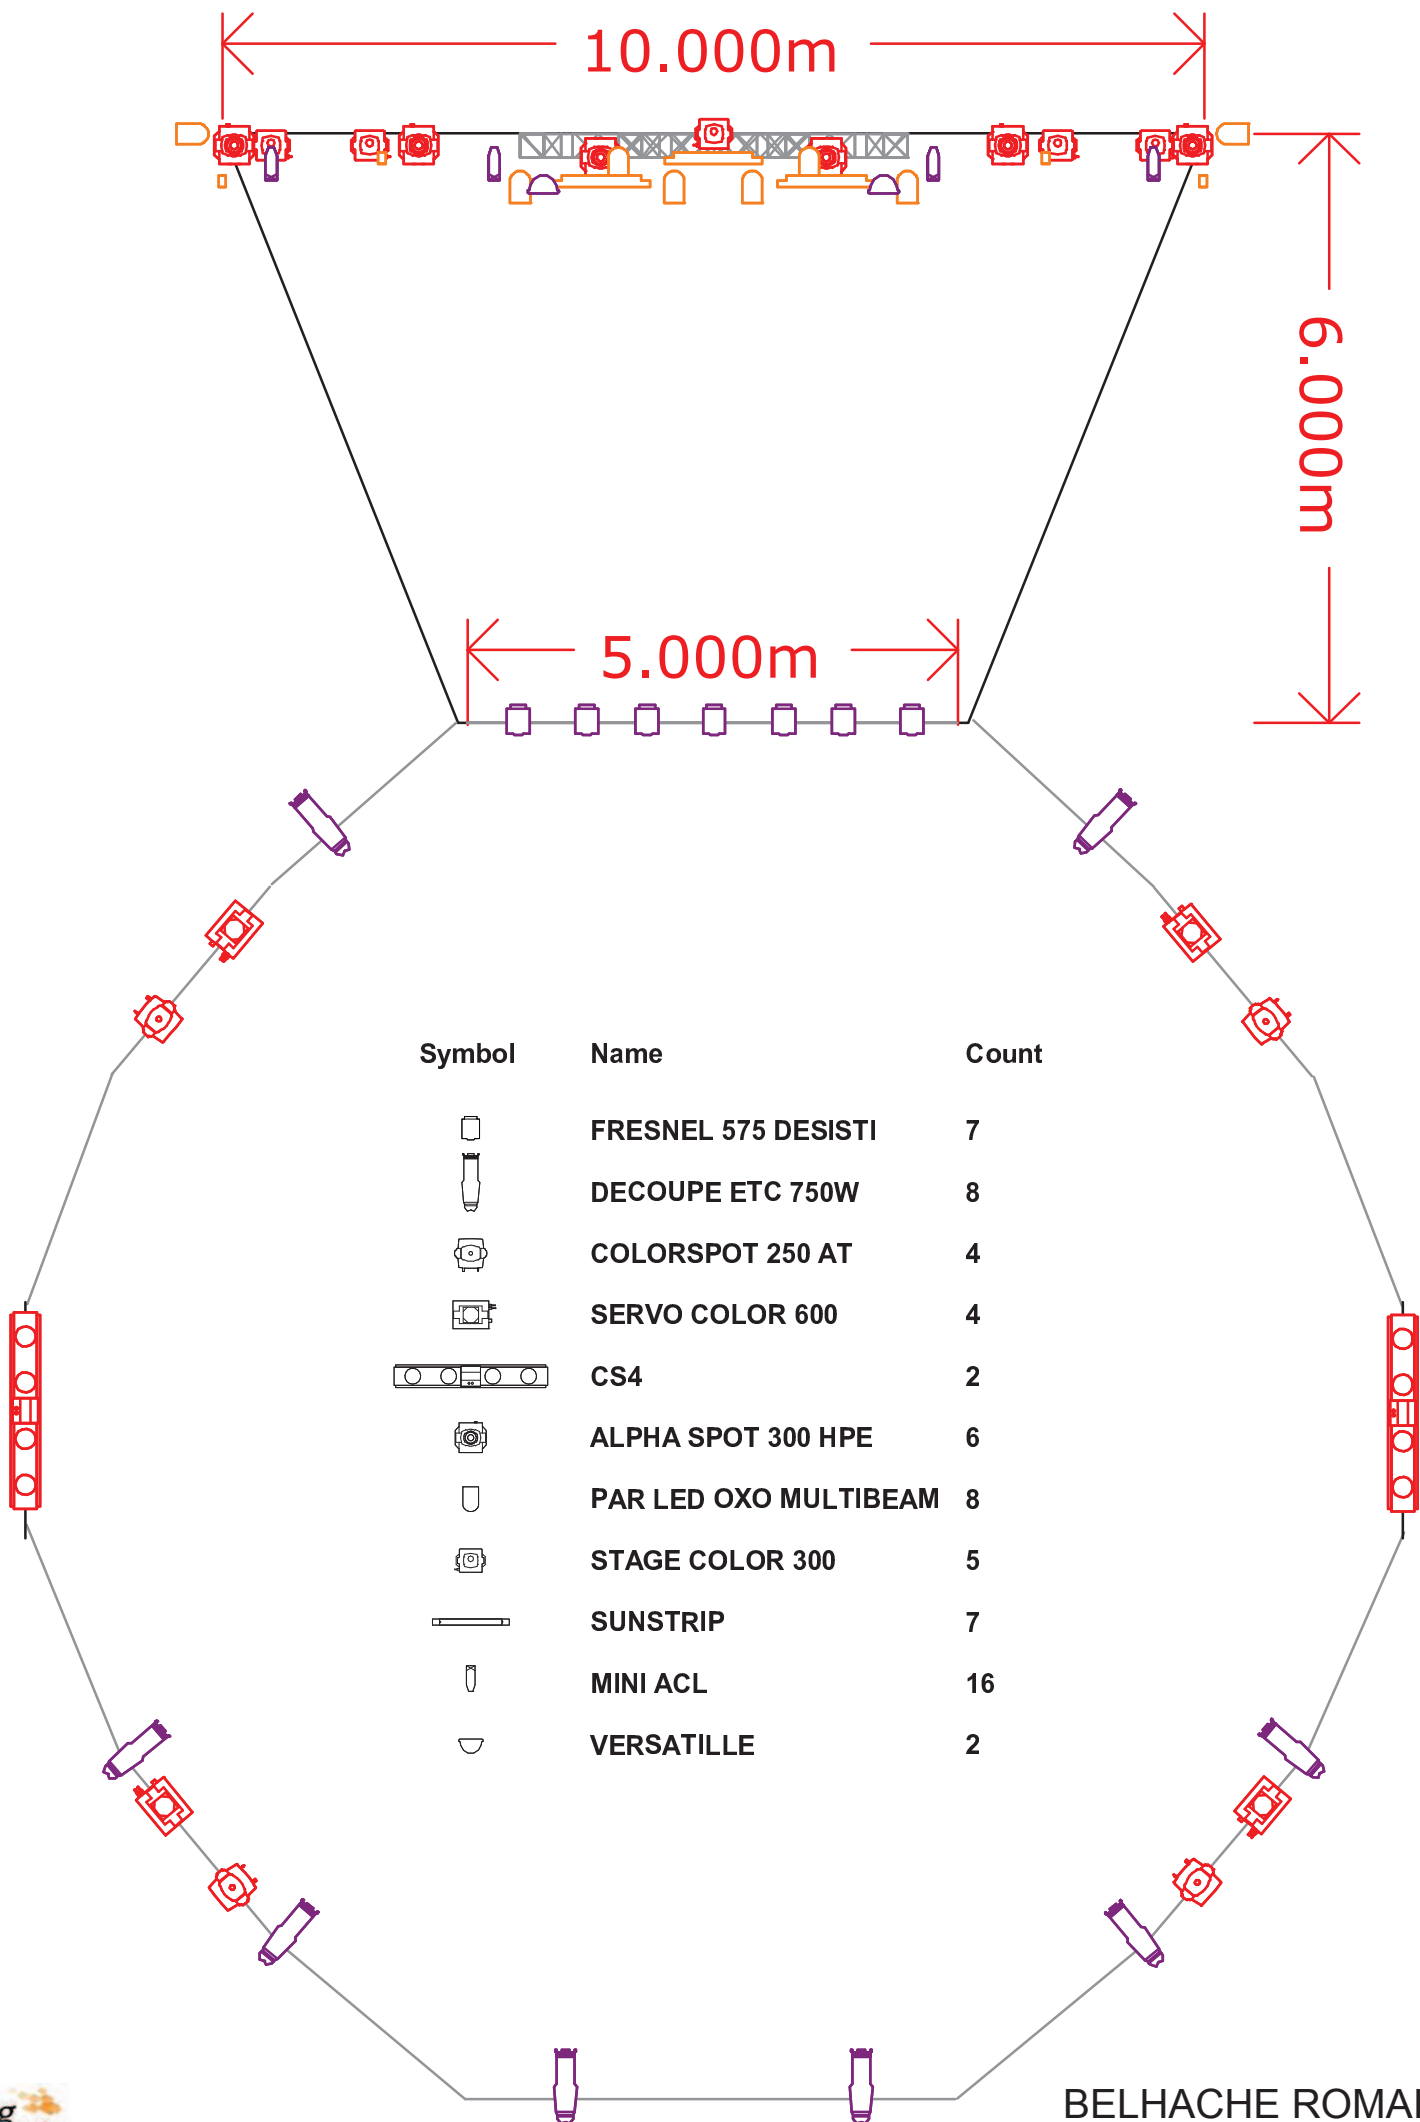 10.000m
6.000m
5.000m
Symbol Name Count
FRESNEL 575 DESISTI 7
DECOUPE ETC 750W 8
COLORSPOT 250 AT 4
SERVO COLOR 600 4
CS4 2
ALPHA SPOT 300 HPE 6
PAR LED OXO MULTIBEAM 8
STAGE COLOR 300 5
SUNSTRIP 7
MINI ACL 16
VERSATILLE 2
BELHACHE ROMAI